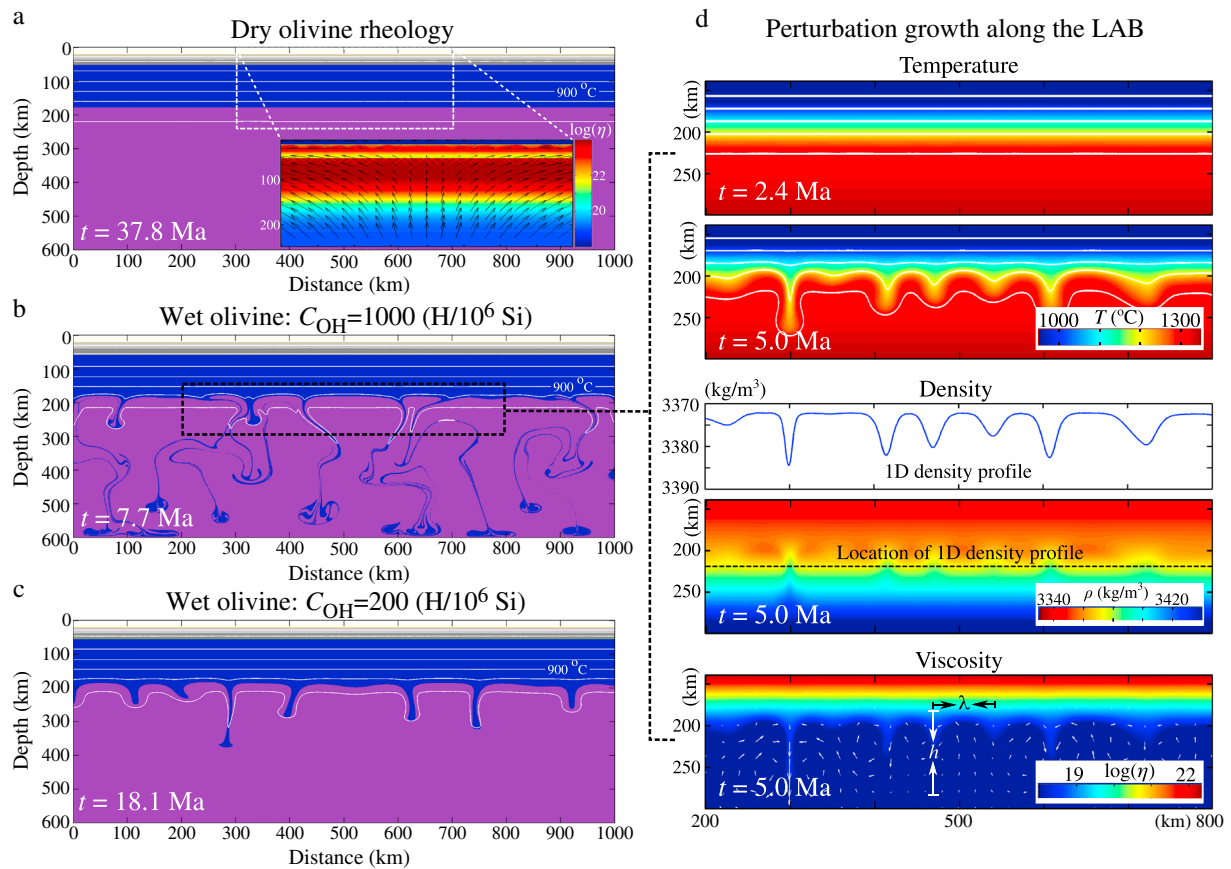 a
Dry olivine rheology
0
100
200
300
400
500
600
Depth (km)
900 °C
log(η)
22
20
100
200
t = 37.8 Ma
0 100 200 300 400 500 600 700 800 900 1000
Distance (km)
b
Wet olivine: C_OH=1000 (H/10⁶ Si)
0
100
200
300
400
500
600
Depth (km)
900 °C
t = 7.7 Ma
0 100 200 300 400 500 600 700 800 900 1000
Distance (km)
c
Wet olivine: C_OH=200 (H/10⁶ Si)
0
100
200
300
400
500
600
Depth (km)
900 °C
t = 18.1 Ma
0 100 200 300 400 500 600 700 800 900 1000
Distance (km)
d
Perturbation growth along the LAB
Temperature
(km)
200
250
t = 2.4 Ma
(km)
200
250
t = 5.0 Ma
1000 T (°C) 1300
Density
(kg/m³)
3370
3380
3390
1D density profile
(km)
200
250
Location of 1D density profile
t = 5.0 Ma
3340 ρ (kg/m³) 3420
Viscosity
(km)
200
250
λ
h
t = 5.0 Ma
19 log(η) 22
200 500 (km) 800